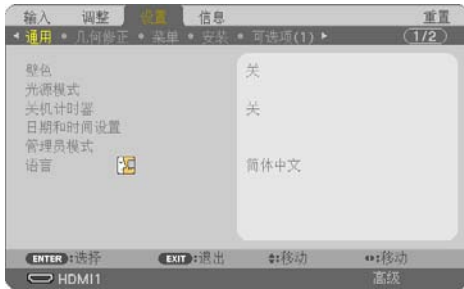 输入 调整 设置 信息 重置
通用 • 几何修正 • 菜单 • 安装 • 可选项(1) (1/2)
壁色 关
光源模式
关机计时器 关
日期和时间设置
管理员模式
语言 简体中文
ENTER :选择 EXIT :退出 :移动 :移动
HDMI1 高级